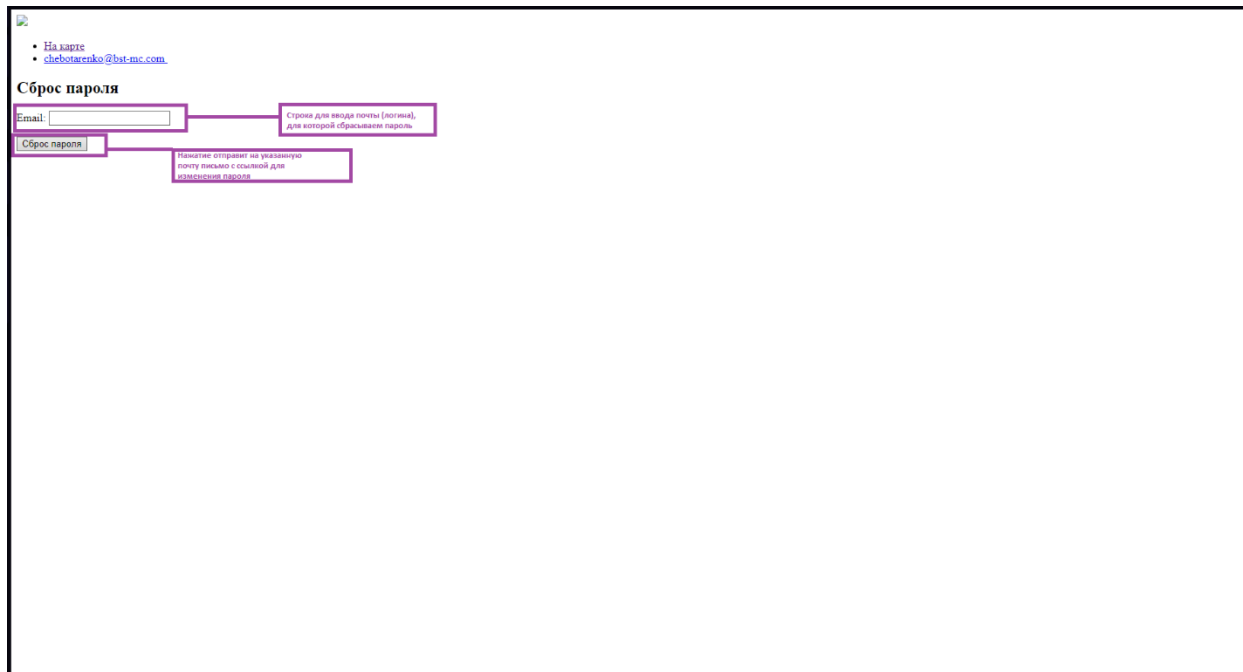 На карте
chebotarenko@bst-mc.com
Сброс пароля
Email:
Строка для ввода почты (логина),
для которой сбрасываем пароль
Сброс пароля
Нажатие отправит на указанную
почту письмо с ссылкой для
изменения пароля